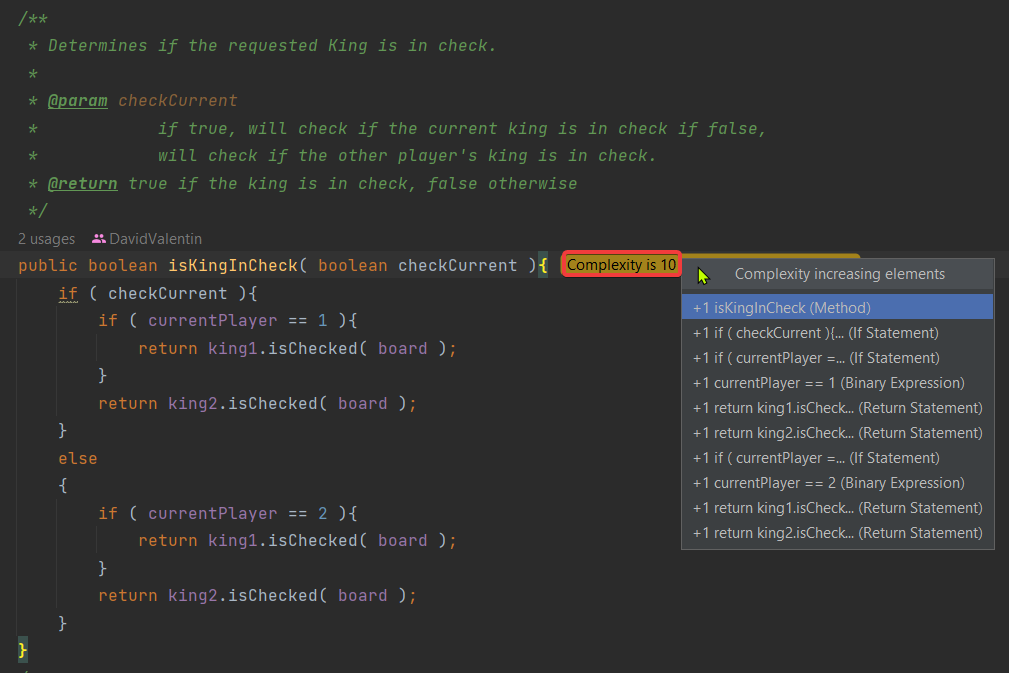 /**
* Determines if the requested King is in check.
*
* @param checkCurrent
* if true, will check if the current king is in check if false,
* will check if the other player's king is in check.
* @return true if the king is in check, false otherwise
*/
2 usages DavidValentin
public boolean isKingInCheck( boolean checkCurrent ){ Complexity is 10
if ( checkCurrent ){
if ( currentPlayer == 1 ){
return king1.isChecked( board );
}
return king2.isChecked( board );
}
else
{
if ( currentPlayer == 2 ){
return king1.isChecked( board );
}
return king2.isChecked( board );
}
}
Complexity increasing elements
+1 isKingInCheck (Method)
+1 if ( checkCurrent ){... (If Statement)
+1 if ( currentPlayer =... (If Statement)
+1 currentPlayer == 1 (Binary Expression)
+1 return king1.isCheck... (Return Statement)
+1 return king2.isCheck... (Return Statement)
+1 if ( currentPlayer =... (If Statement)
+1 currentPlayer == 2 (Binary Expression)
+1 return king1.isCheck... (Return Statement)
+1 return king2.isCheck... (Return Statement)